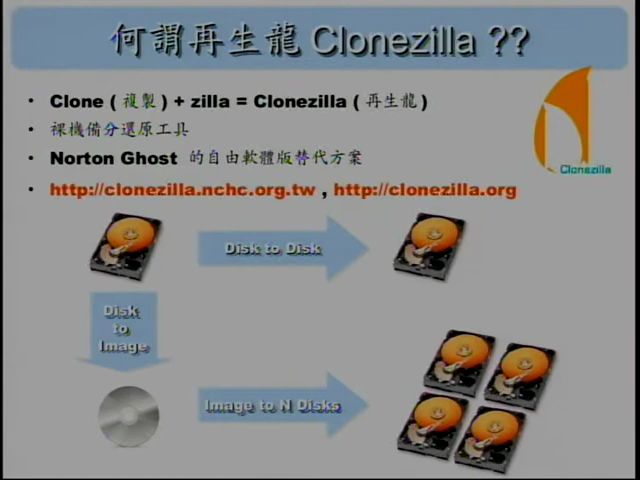 何謂再生龍 Clonezilla ??
• Clone ( 複製 ) + zilla = Clonezilla ( 再生龍 )
• 裸機備分還原工具
• Norton Ghost 的自由軟體版替代方案
• http://clonezilla.nchc.org.tw , http://clonezilla.org
Clonezilla
Disk to Disk
Disk
to
Image
Image to N Disks